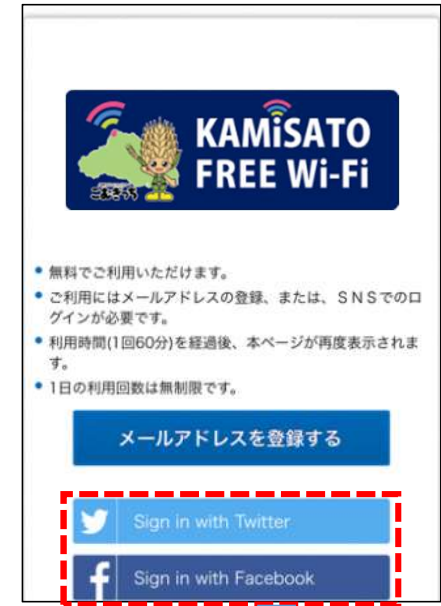 こむぎっち
KAMISATO
FREE Wi-Fi
無料でご利用いただけます。
ご利用にはメールアドレスの登録、または、SNSでのロ
グインが必要です。
利用時間(1回60分)を経過後、本ページが再度表示されま
す。
1日の利用回数は無制限です。
メールアドレスを登録する
Sign in with Twitter
f Sign in with Facebook